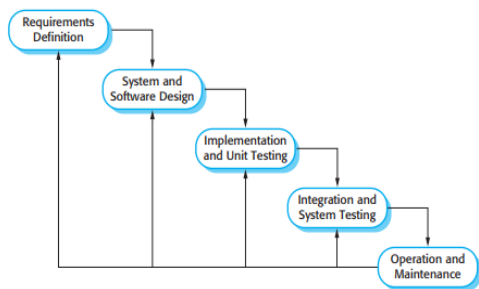 Requirements
Definition
System and
Software Design
Implementation
and Unit Testing
Integration and
System Testing
Operation and
Maintenance